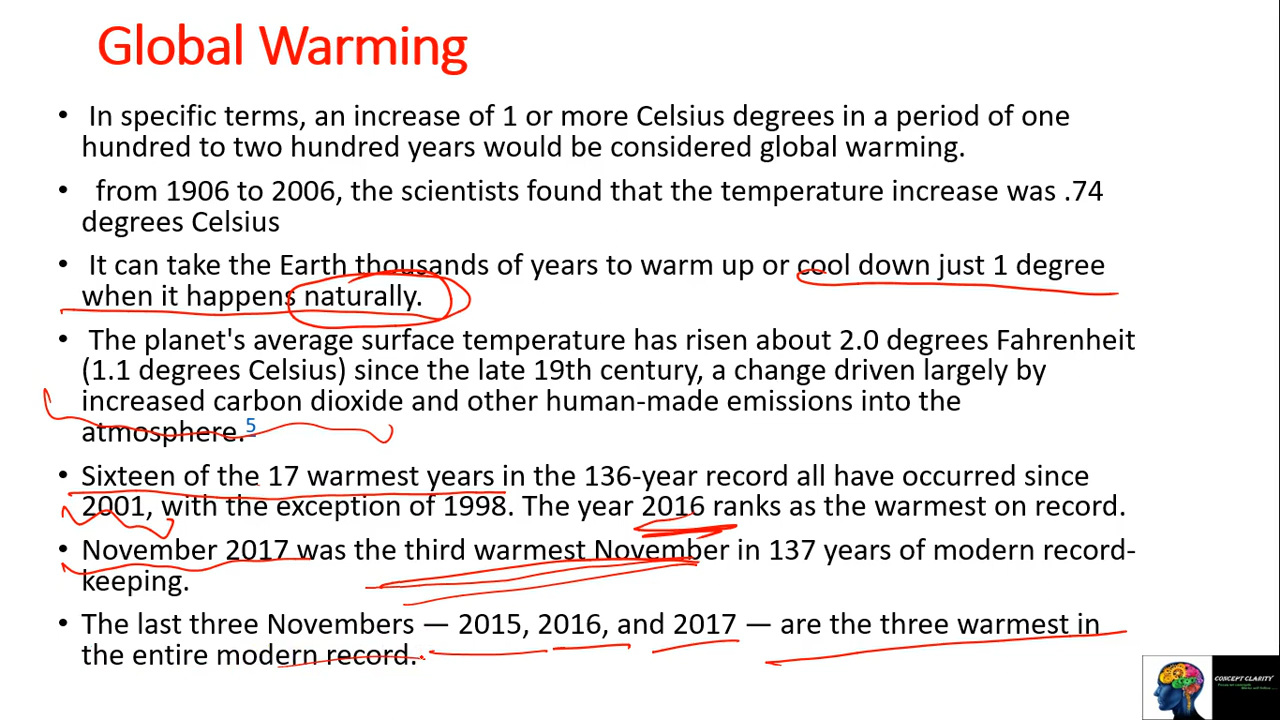 Global Warming
• In specific terms, an increase of 1 or more Celsius degrees in a period of one
hundred to two hundred years would be considered global warming.
• from 1906 to 2006, the scientists found that the temperature increase was .74
degrees Celsius
• It can take the Earth thousands of years to warm up or cool down just 1 degree
when it happens naturally.
• The planet's average surface temperature has risen about 2.0 degrees Fahrenheit
(1.1 degrees Celsius) since the late 19th century, a change driven largely by
increased carbon dioxide and other human-made emissions into the
atmosphere.5
• Sixteen of the 17 warmest years in the 136-year record all have occurred since
2001, with the exception of 1998. The year 2016 ranks as the warmest on record.
• November 2017 was the third warmest November in 137 years of modern record-
keeping.
• The last three Novembers — 2015, 2016, and 2017 — are the three warmest in
the entire modern record.
CONCEPT CLARITY